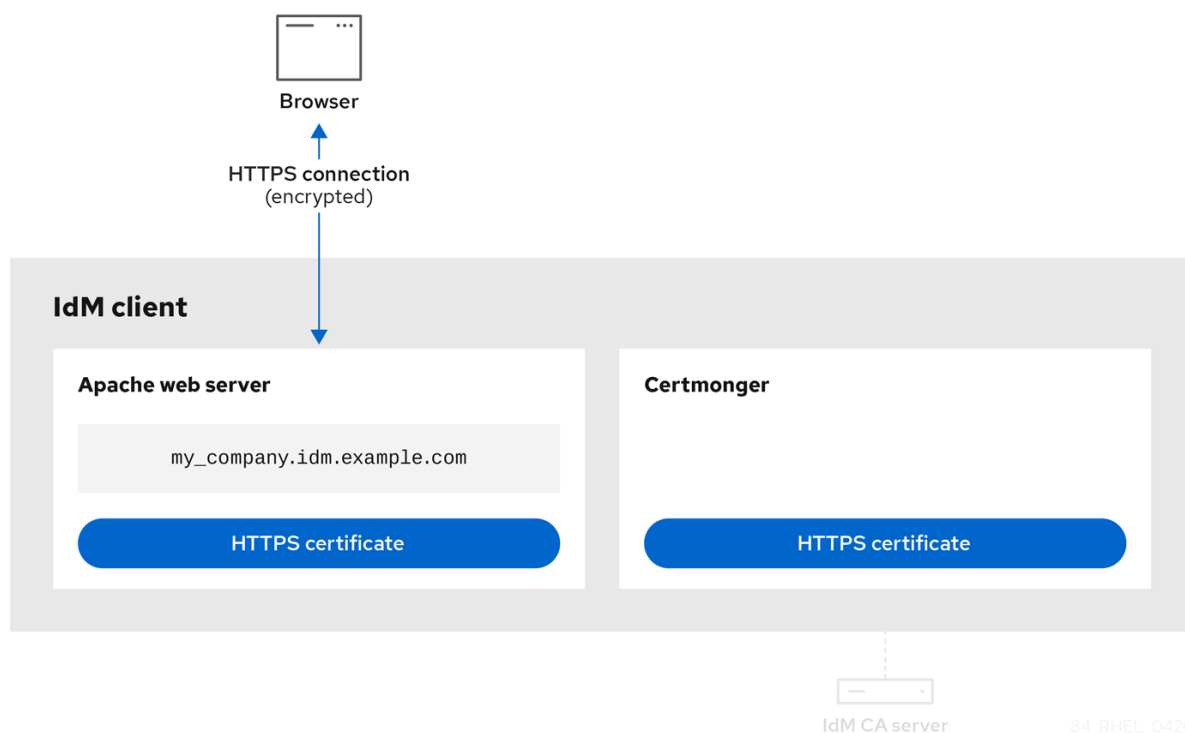 Browser
HTTPS connection
(encrypted)
IdM client
Apache web server
my_company.idm.example.com
HTTPS certificate
Certmonger
HTTPS certificate
IdM CA server
84_RHEL_0420